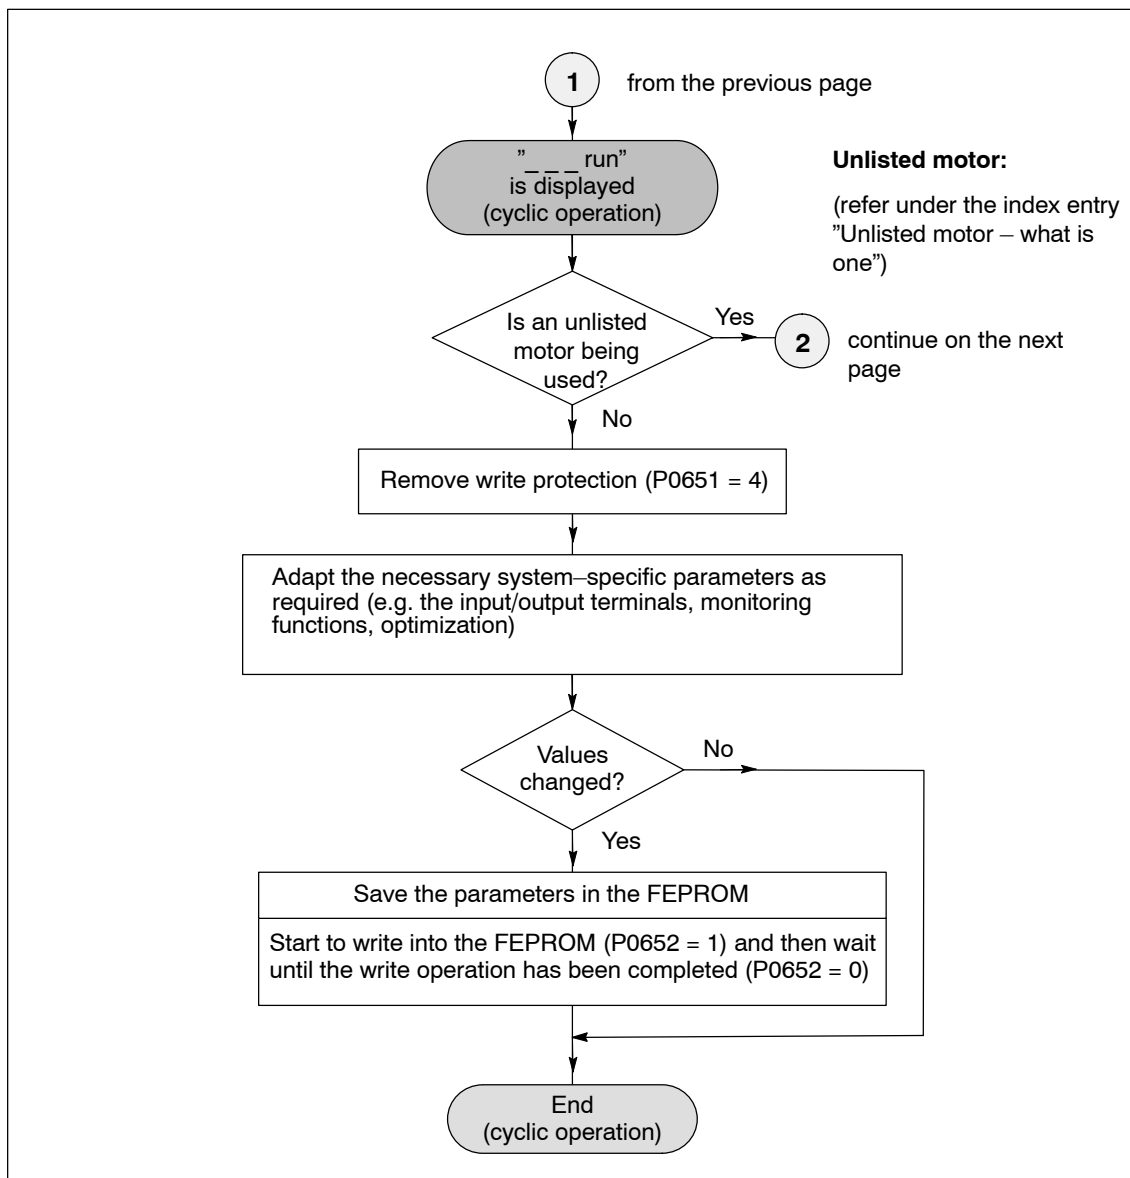 1
from the previous page
”_ _ _ run”
is displayed
(cyclic operation)
Unlisted motor:
(refer under the index entry
”Unlisted motor – what is
one”)
Is an unlisted
motor being
used?
Yes
2
continue on the next
page
No
Remove write protection (P0651 = 4)
Adapt the necessary system–specific parameters as
required (e.g. the input/output terminals, monitoring
functions, optimization)
Values
changed?
No
Yes
Save the parameters in the FEPROM
Start to write into the FEPROM (P0652 = 1) and then wait
until the write operation has been completed (P0652 = 0)
End
(cyclic operation)